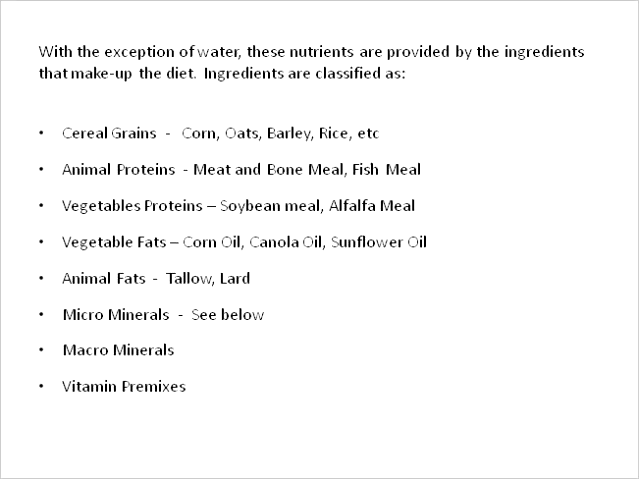 With the exception of water, these nutrients are provided by the ingredients
that make-up the diet. Ingredients are classified as:
• Cereal Grains - Corn, Oats, Barley, Rice, etc
• Animal Proteins - Meat and Bone Meal, Fish Meal
• Vegetables Proteins – Soybean meal, Alfalfa Meal
• Vegetable Fats – Corn Oil, Canola Oil, Sunflower Oil
• Animal Fats - Tallow, Lard
• Micro Minerals - See below
• Macro Minerals
• Vitamin Premixes